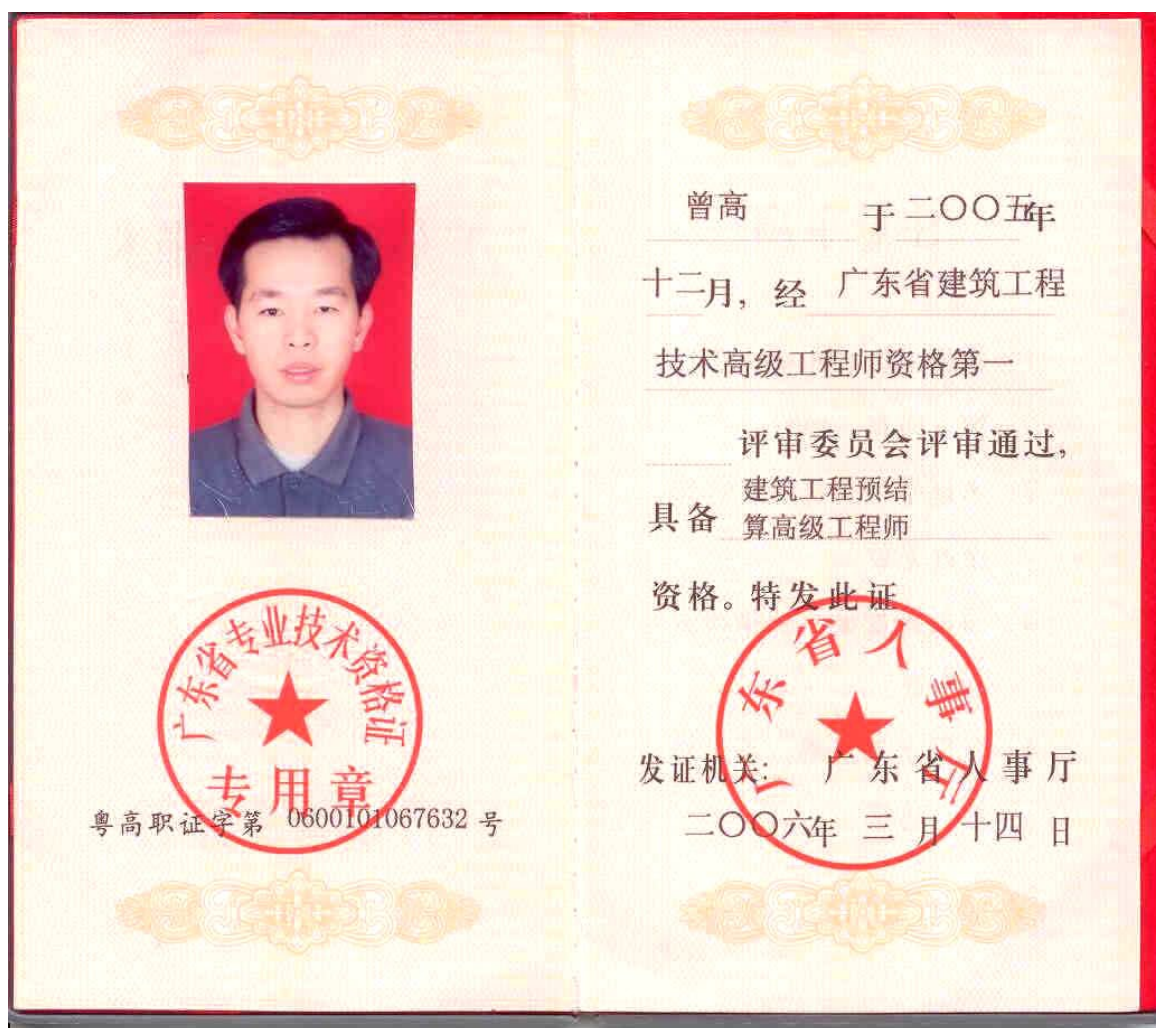 广东省专业技术资格证
专用章
粤高职证字第 0600101067632 号
曾高 于 二〇〇五年
十二月，经 广东省建筑工程
技术高级工程师资格第一
评审委员会评审通过，
具备 建筑工程预结
算高级工程师
资格。特发此证
广东省人事厅
发证机关： 广东省人事厅
二〇〇六年 三 月 十四 日